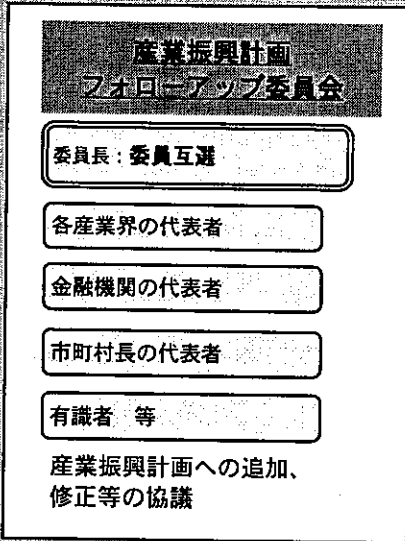 産業振興計画
フォローアップ委員会
委員長：委員互選
各産業界の代表者
金融機関の代表者
市町村長の代表者
有識者　等
産業振興計画への追加、
修正等の協議